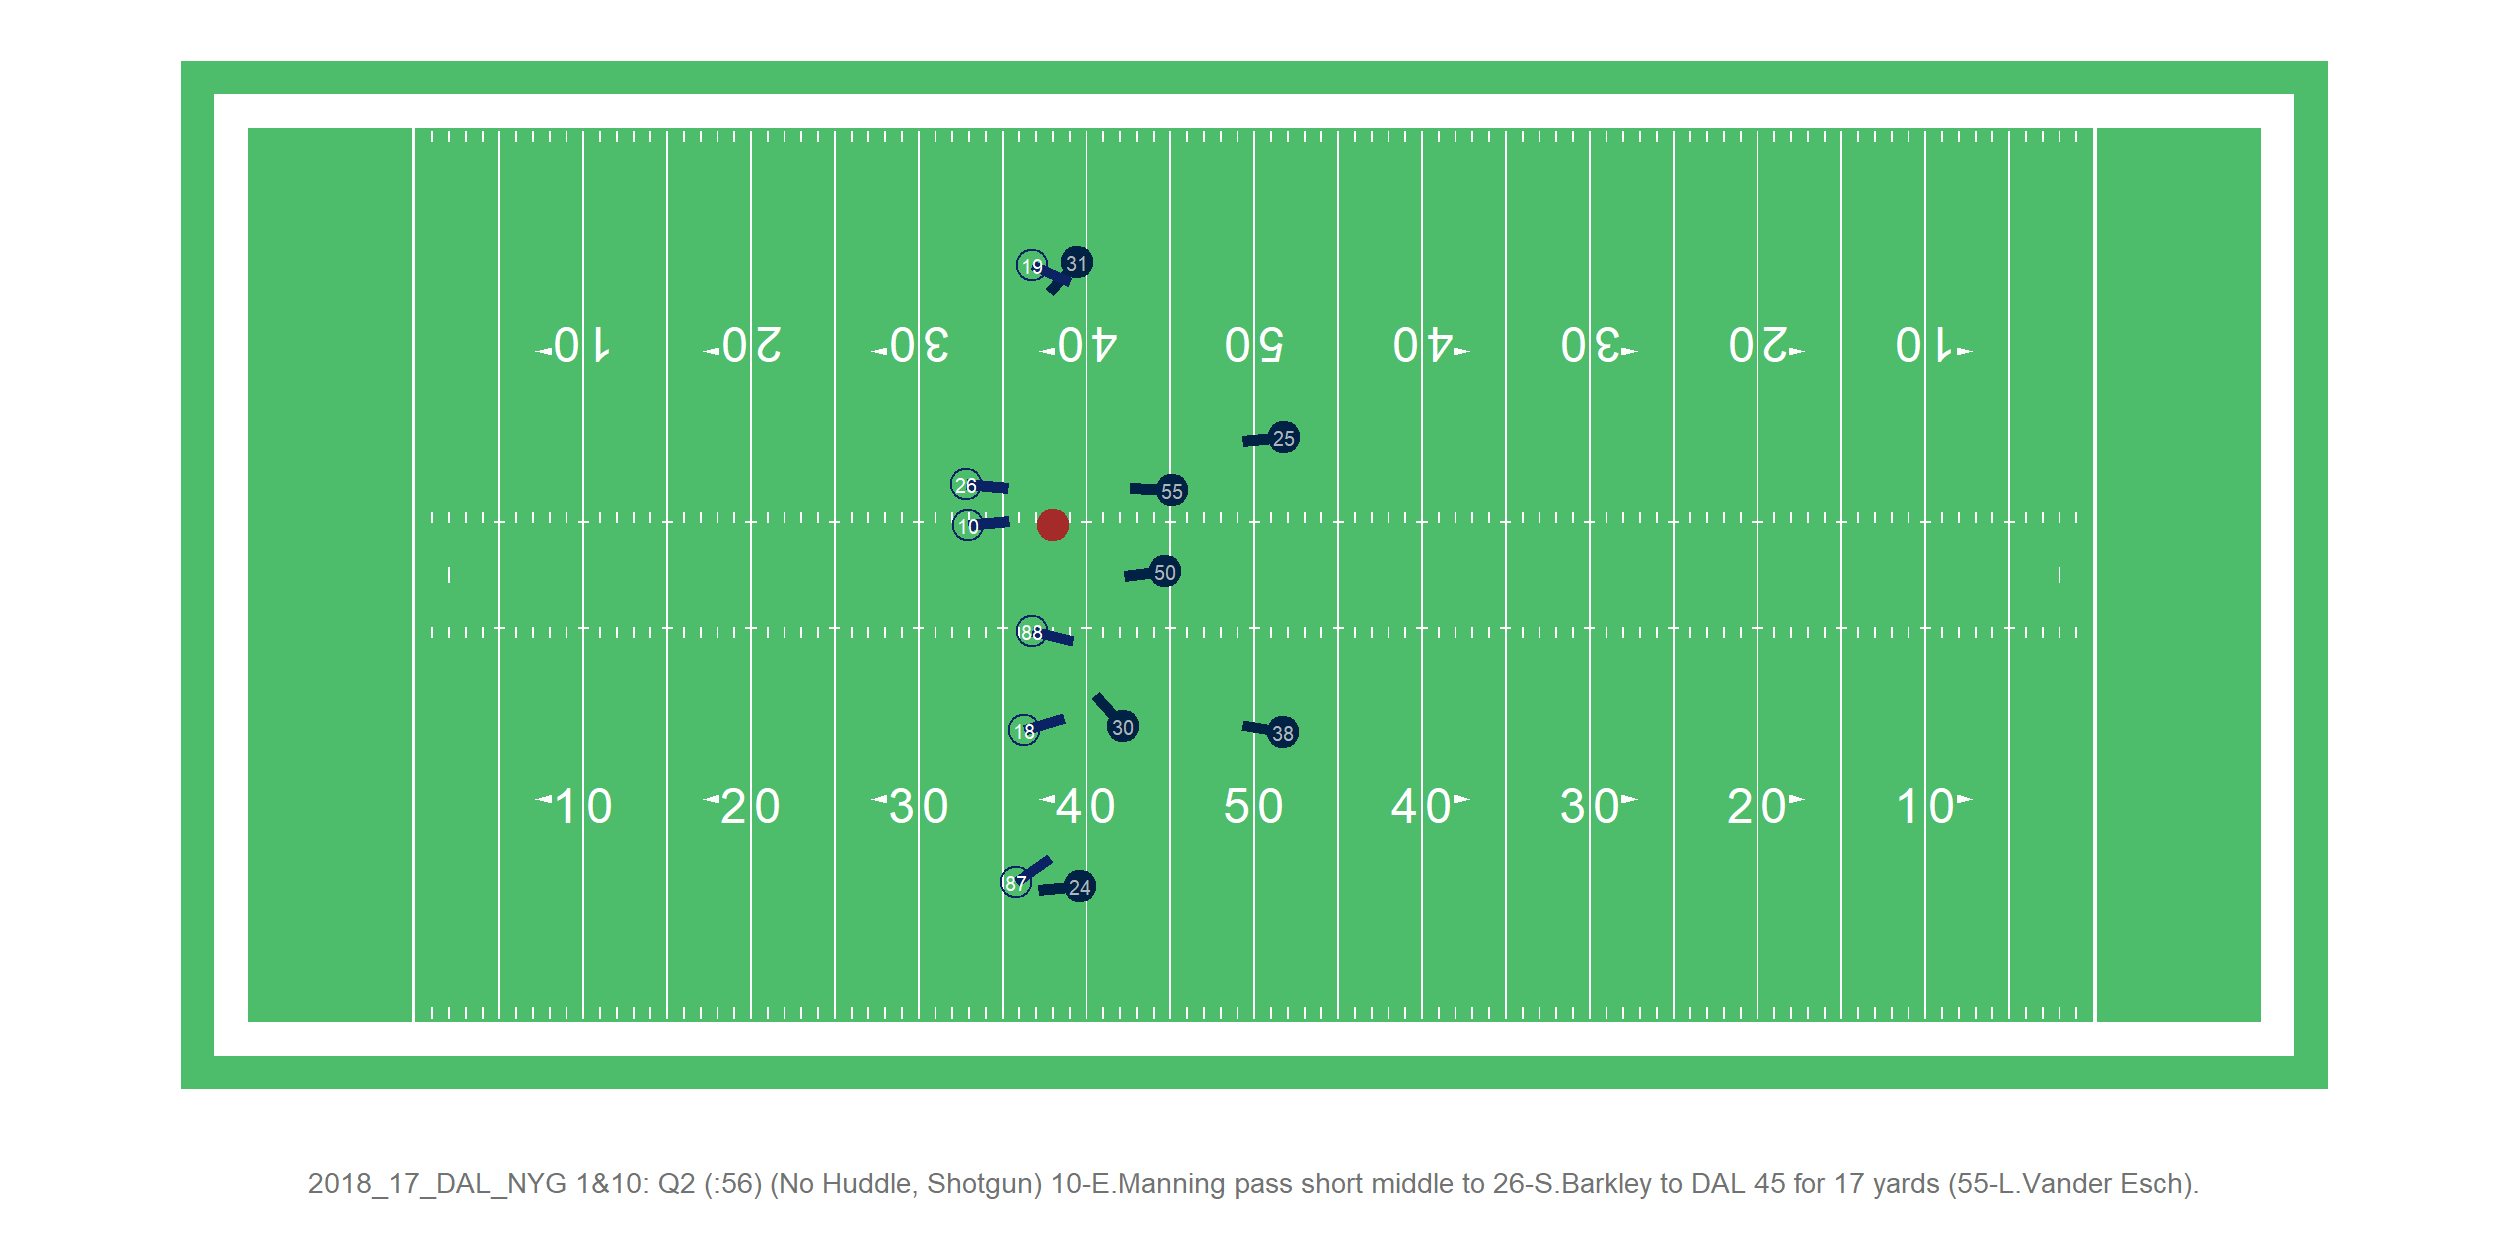 19 31
10 20 30 40 50 40 30 20 10
25
26 55
10
50
88
18 30 38
10 20 30 40 50 40 30 20 10
87 24
2018_17_DAL_NYG 1&10: Q2 (:56) (No Huddle, Shotgun) 10-E.Manning pass short middle to 26-S.Barkley to DAL 45 for 17 yards (55-L.Vander Esch).